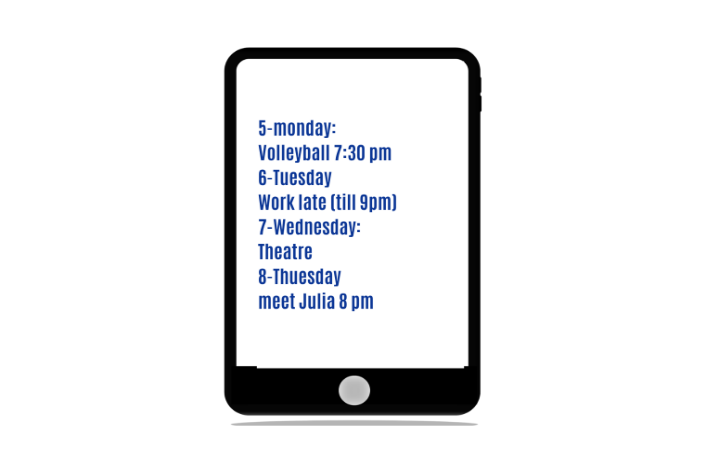 5-monday:
Volleyball 7:30 pm
6-Tuesday
Work late (till 9pm)
7-Wednesday:
Theatre
8-Thuesday
meet Julia 8 pm